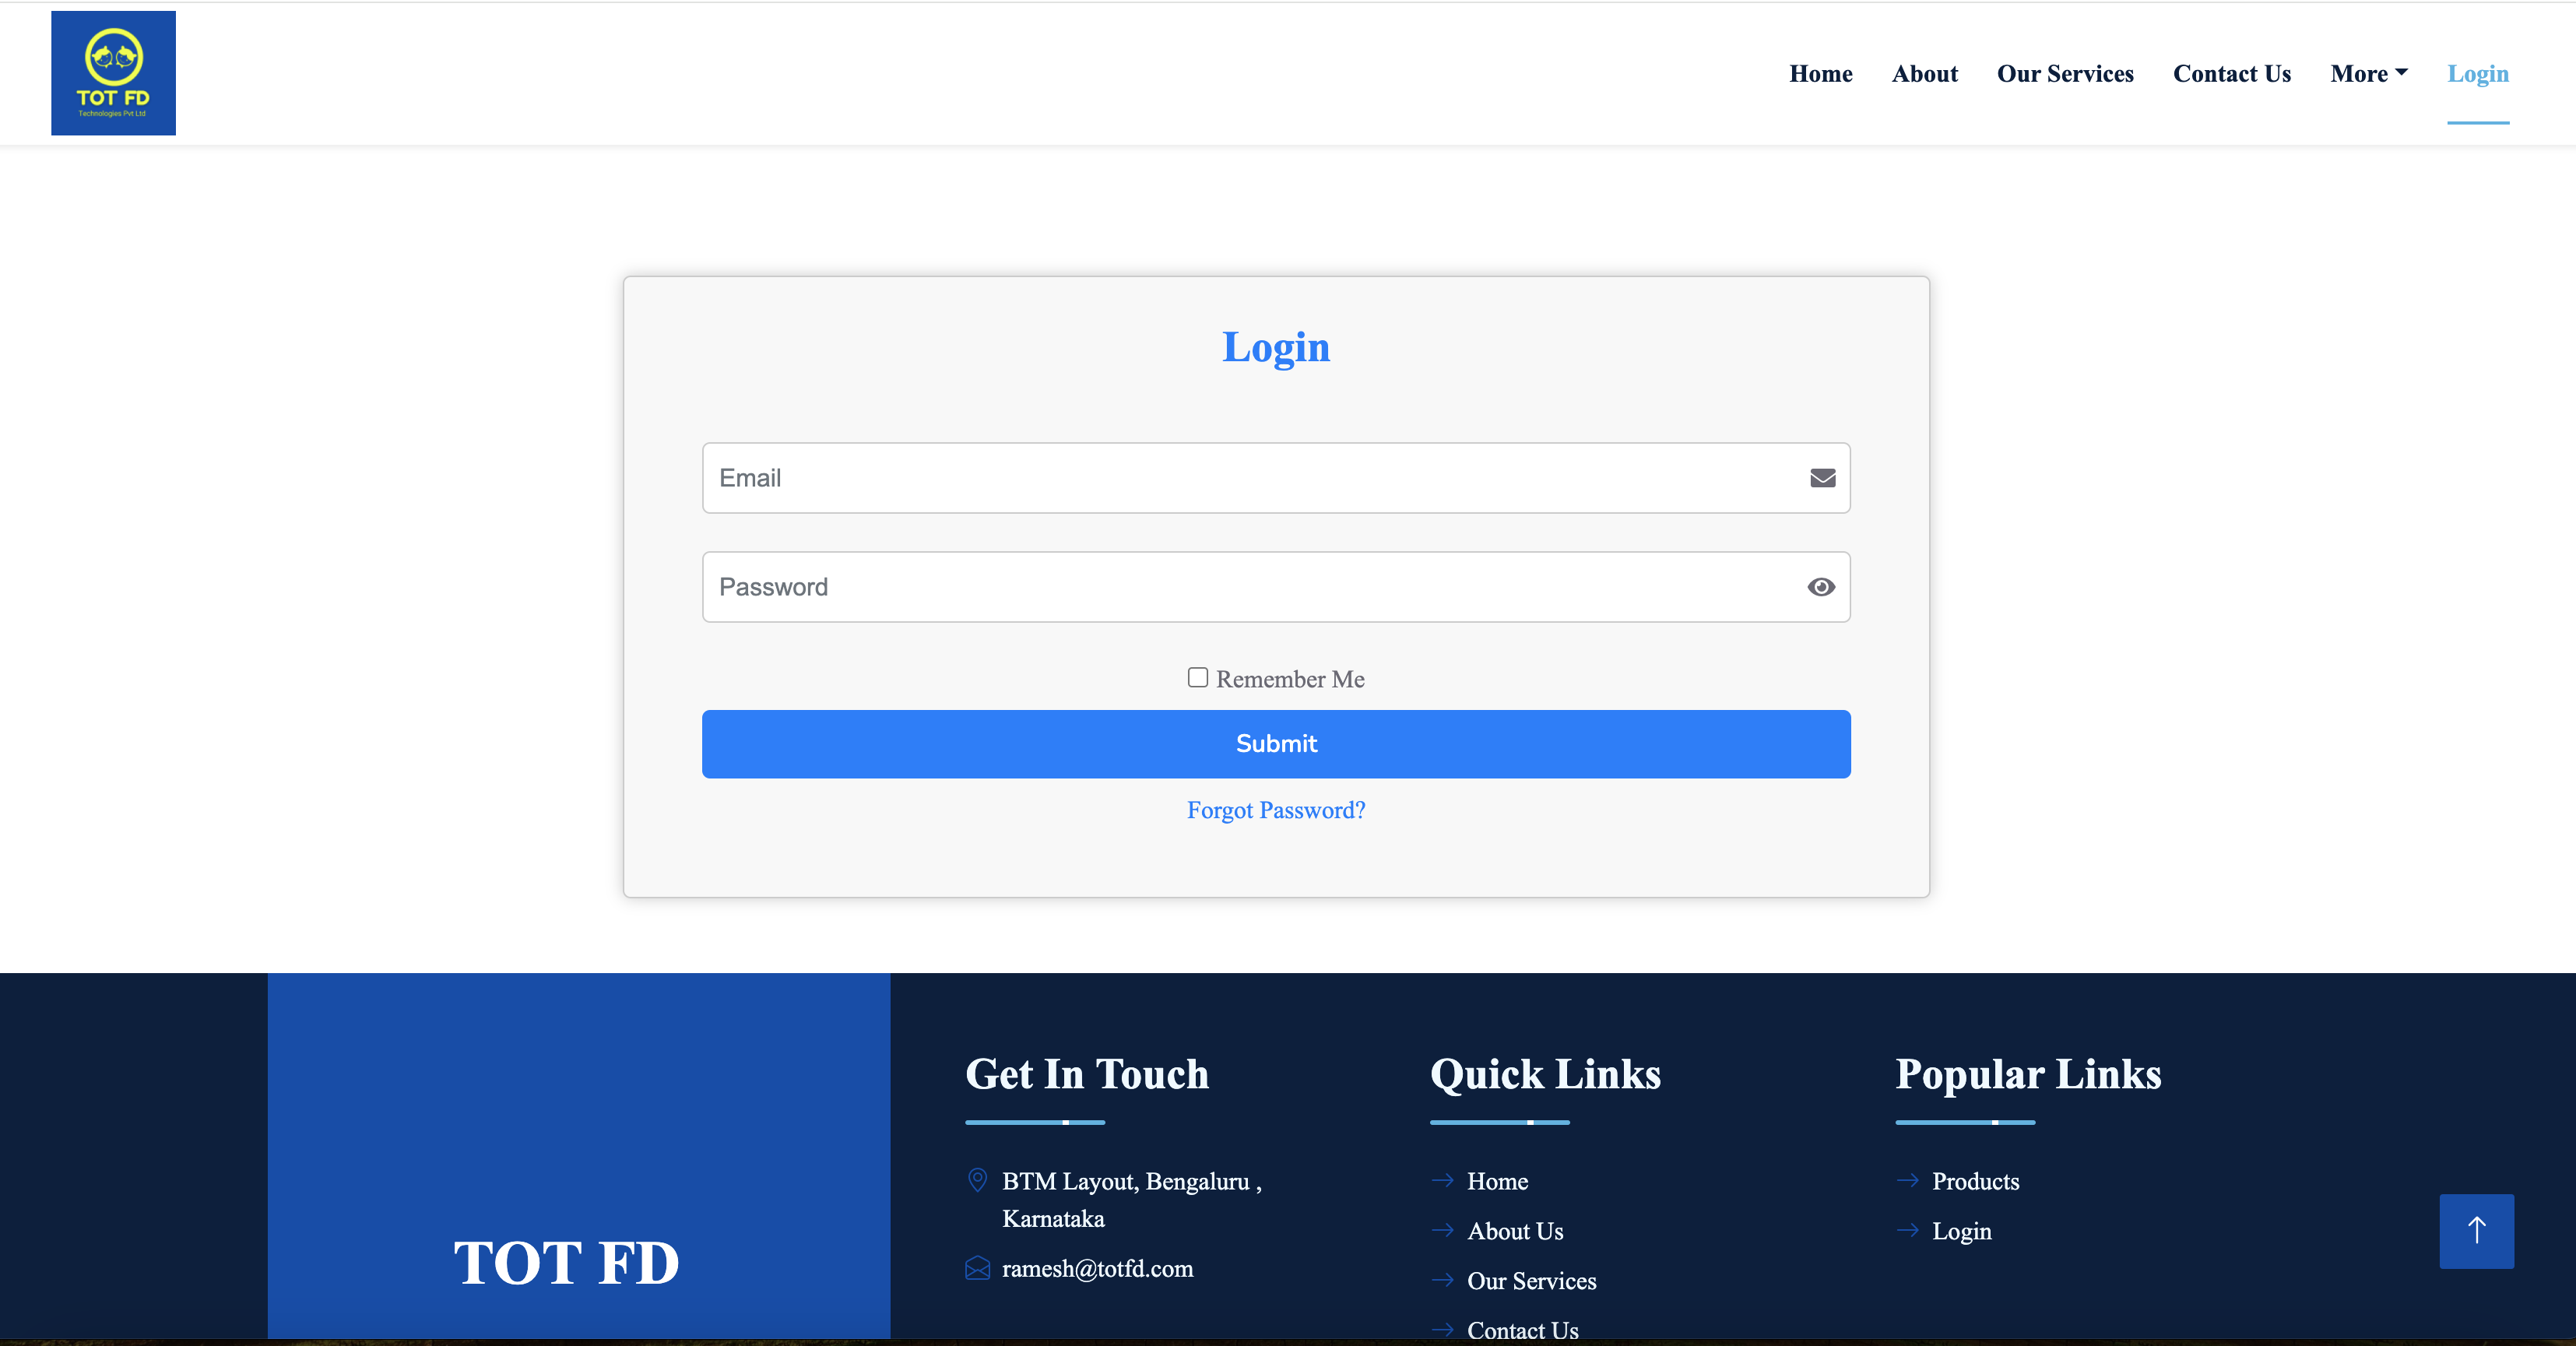 TOT FD
Technologies Pvt Ltd
Home About Our Services Contact Us More Login
Login
Email
Password
Remember Me
Submit
Forgot Password?
TOT FD
Get In Touch
BTM Layout, Bengaluru ,
Karnataka
ramesh@totfd.com
Quick Links
Home
About Us
Our Services
Contact Us
Popular Links
Products
Login